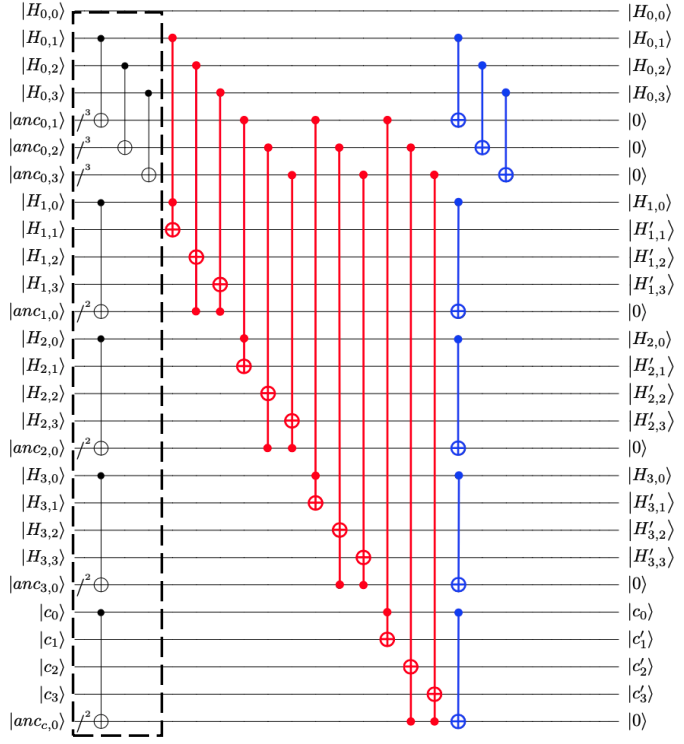 |H₀,₀⟩ |H₀,₀⟩
|H₀,₁⟩ |H₀,₁⟩
|H₀,₂⟩ |H₀,₂⟩
|H₀,₃⟩ |H₀,₃⟩
|anc₀,₁⟩ 3 |0⟩
|anc₀,₂⟩ 3 |0⟩
|anc₀,₃⟩ 3 |0⟩
|H₁,₀⟩ |H₁,₀⟩
|H₁,₁⟩ |H′₁,₁⟩
|H₁,₂⟩ |H′₁,₂⟩
|H₁,₃⟩ |H′₁,₃⟩
|anc₁,₀⟩ 2 |0⟩
|H₂,₀⟩ |H₂,₀⟩
|H₂,₁⟩ |H′₂,₁⟩
|H₂,₂⟩ |H′₂,₂⟩
|H₂,₃⟩ |H′₂,₃⟩
|anc₂,₀⟩ 2 |0⟩
|H₃,₀⟩ |H₃,₀⟩
|H₃,₁⟩ |H′₃,₁⟩
|H₃,₂⟩ |H′₃,₂⟩
|H₃,₃⟩ |H′₃,₃⟩
|anc₃,₀⟩ 2 |0⟩
|c₀⟩ |c₀⟩
|c₁⟩ |c′₁⟩
|c₂⟩ |c′₂⟩
|c₃⟩ |c′₃⟩
|anc_c,₀⟩ 2 |0⟩